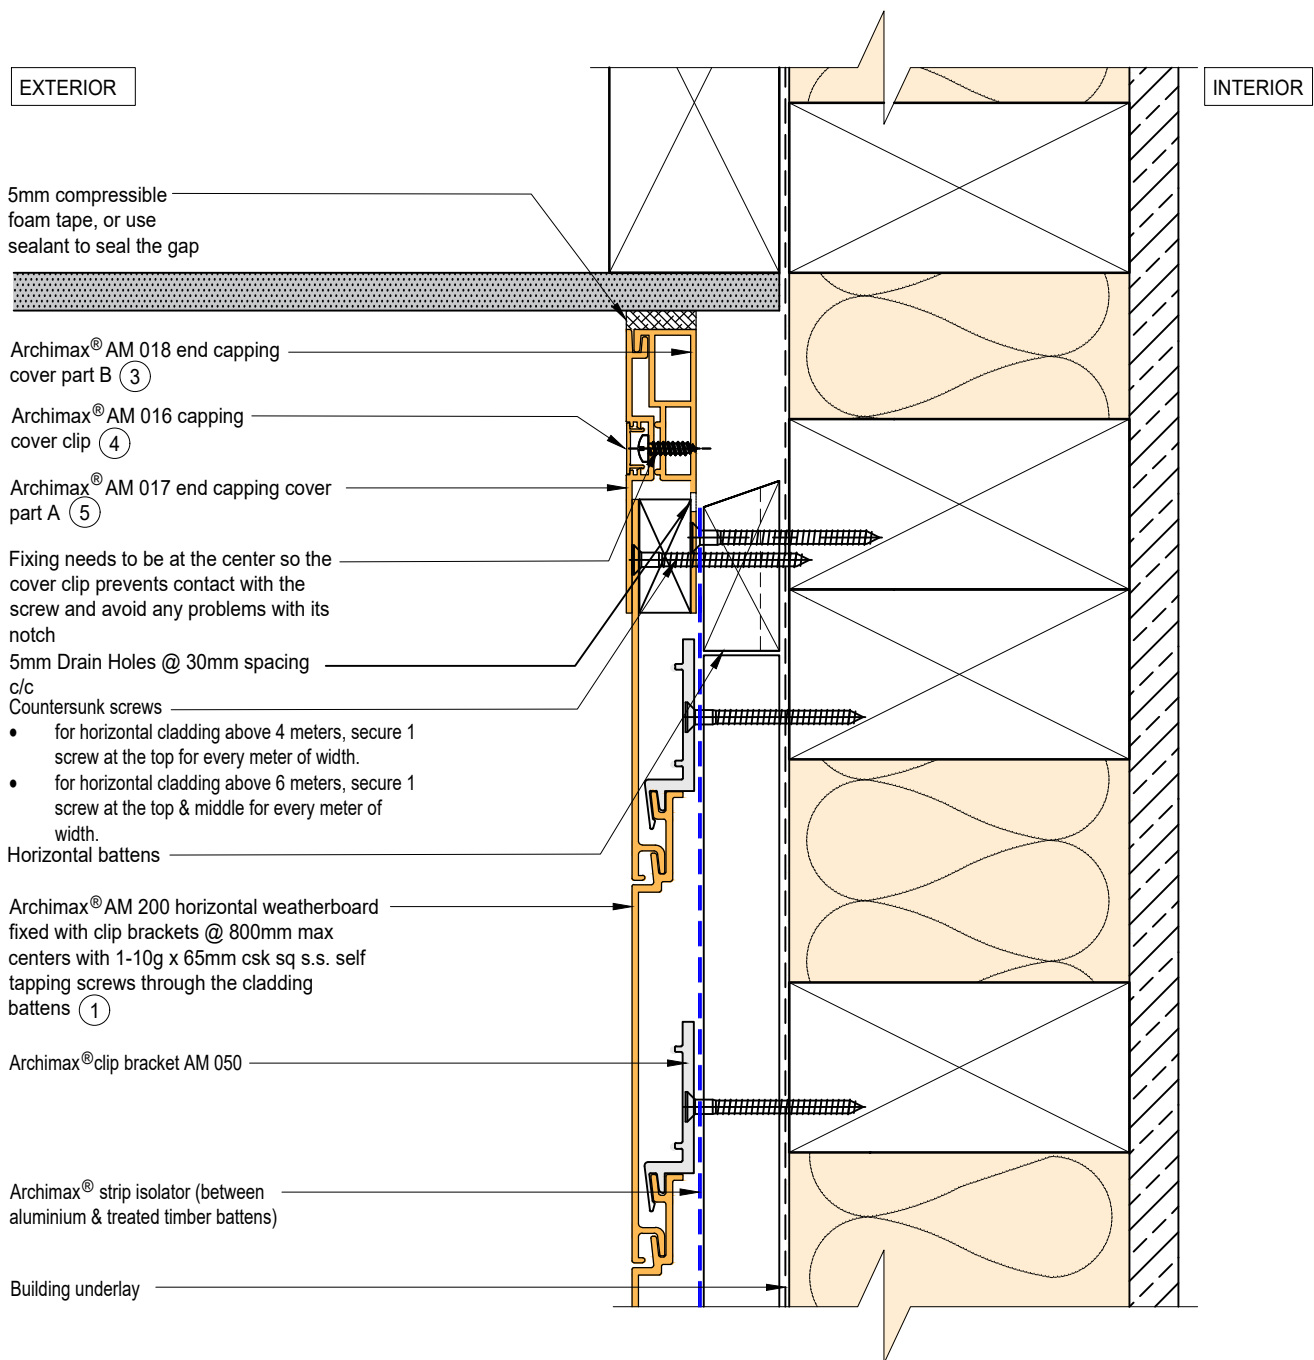 EXTERIOR
INTERIOR
5mm compressible
foam tape, or use
sealant to seal the gap
Archimax® AM 018 end capping
cover part B 3
Archimax® AM 016 capping
cover clip 4
Archimax® AM 017 end capping cover
part A 5
Fixing needs to be at the center so the
cover clip prevents contact with the
screw and avoid any problems with its
notch
5mm Drain Holes @ 30mm spacing
c/c
Countersunk screws
• for horizontal cladding above 4 meters, secure 1
screw at the top for every meter of width.
• for horizontal cladding above 6 meters, secure 1
screw at the top & middle for every meter of
width.
Horizontal battens
Archimax® AM 200 horizontal weatherboard
fixed with clip brackets @ 800mm max
centers with 1-10g x 65mm csk sq s.s. self
tapping screws through the cladding
battens 1
Archimax® clip bracket AM 050
Archimax® strip isolator (between
aluminium & treated timber battens)
Building underlay